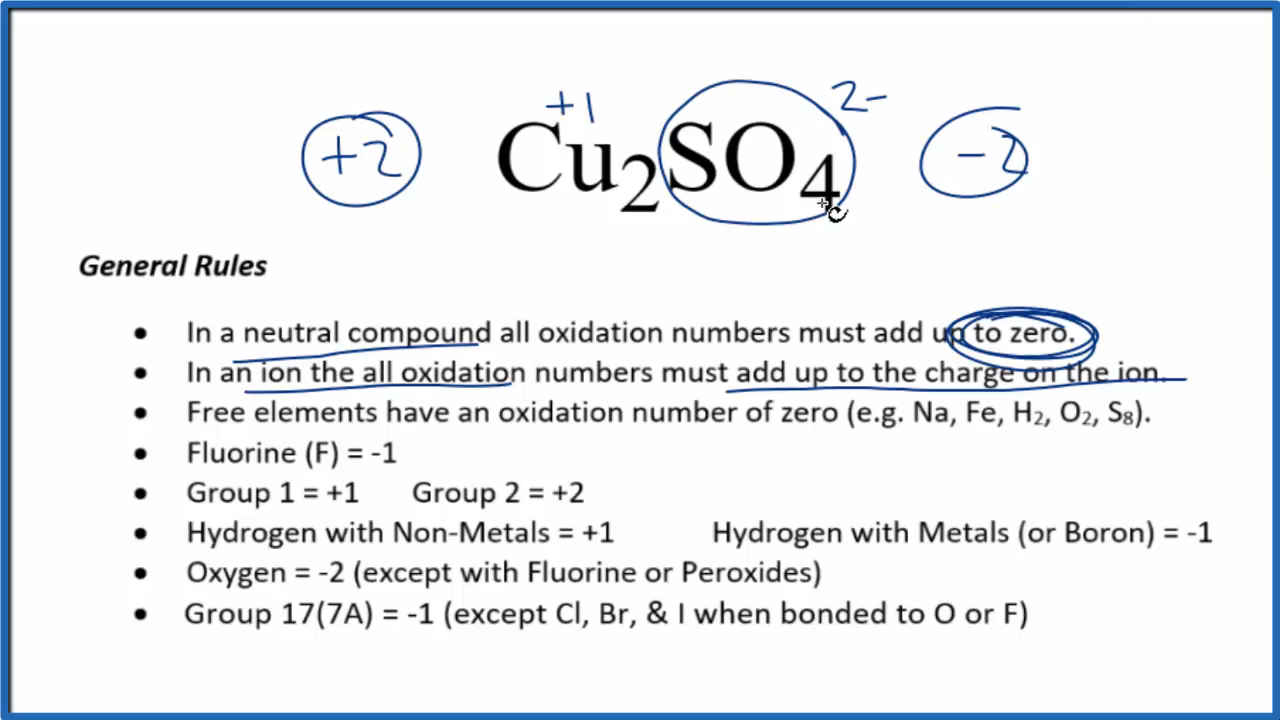 +1 2-
+2 Cu₂SO₄ -2
General Rules
• In a neutral compound all oxidation numbers must add up to zero.
• In an ion the all oxidation numbers must add up to the charge on the ion.
• Free elements have an oxidation number of zero (e.g. Na, Fe, H₂, O₂, S₈).
• Fluorine (F) = -1
• Group 1 = +1 Group 2 = +2
• Hydrogen with Non-Metals = +1 Hydrogen with Metals (or Boron) = -1
• Oxygen = -2 (except with Fluorine or Peroxides)
• Group 17(7A) = -1 (except Cl, Br, & I when bonded to O or F)